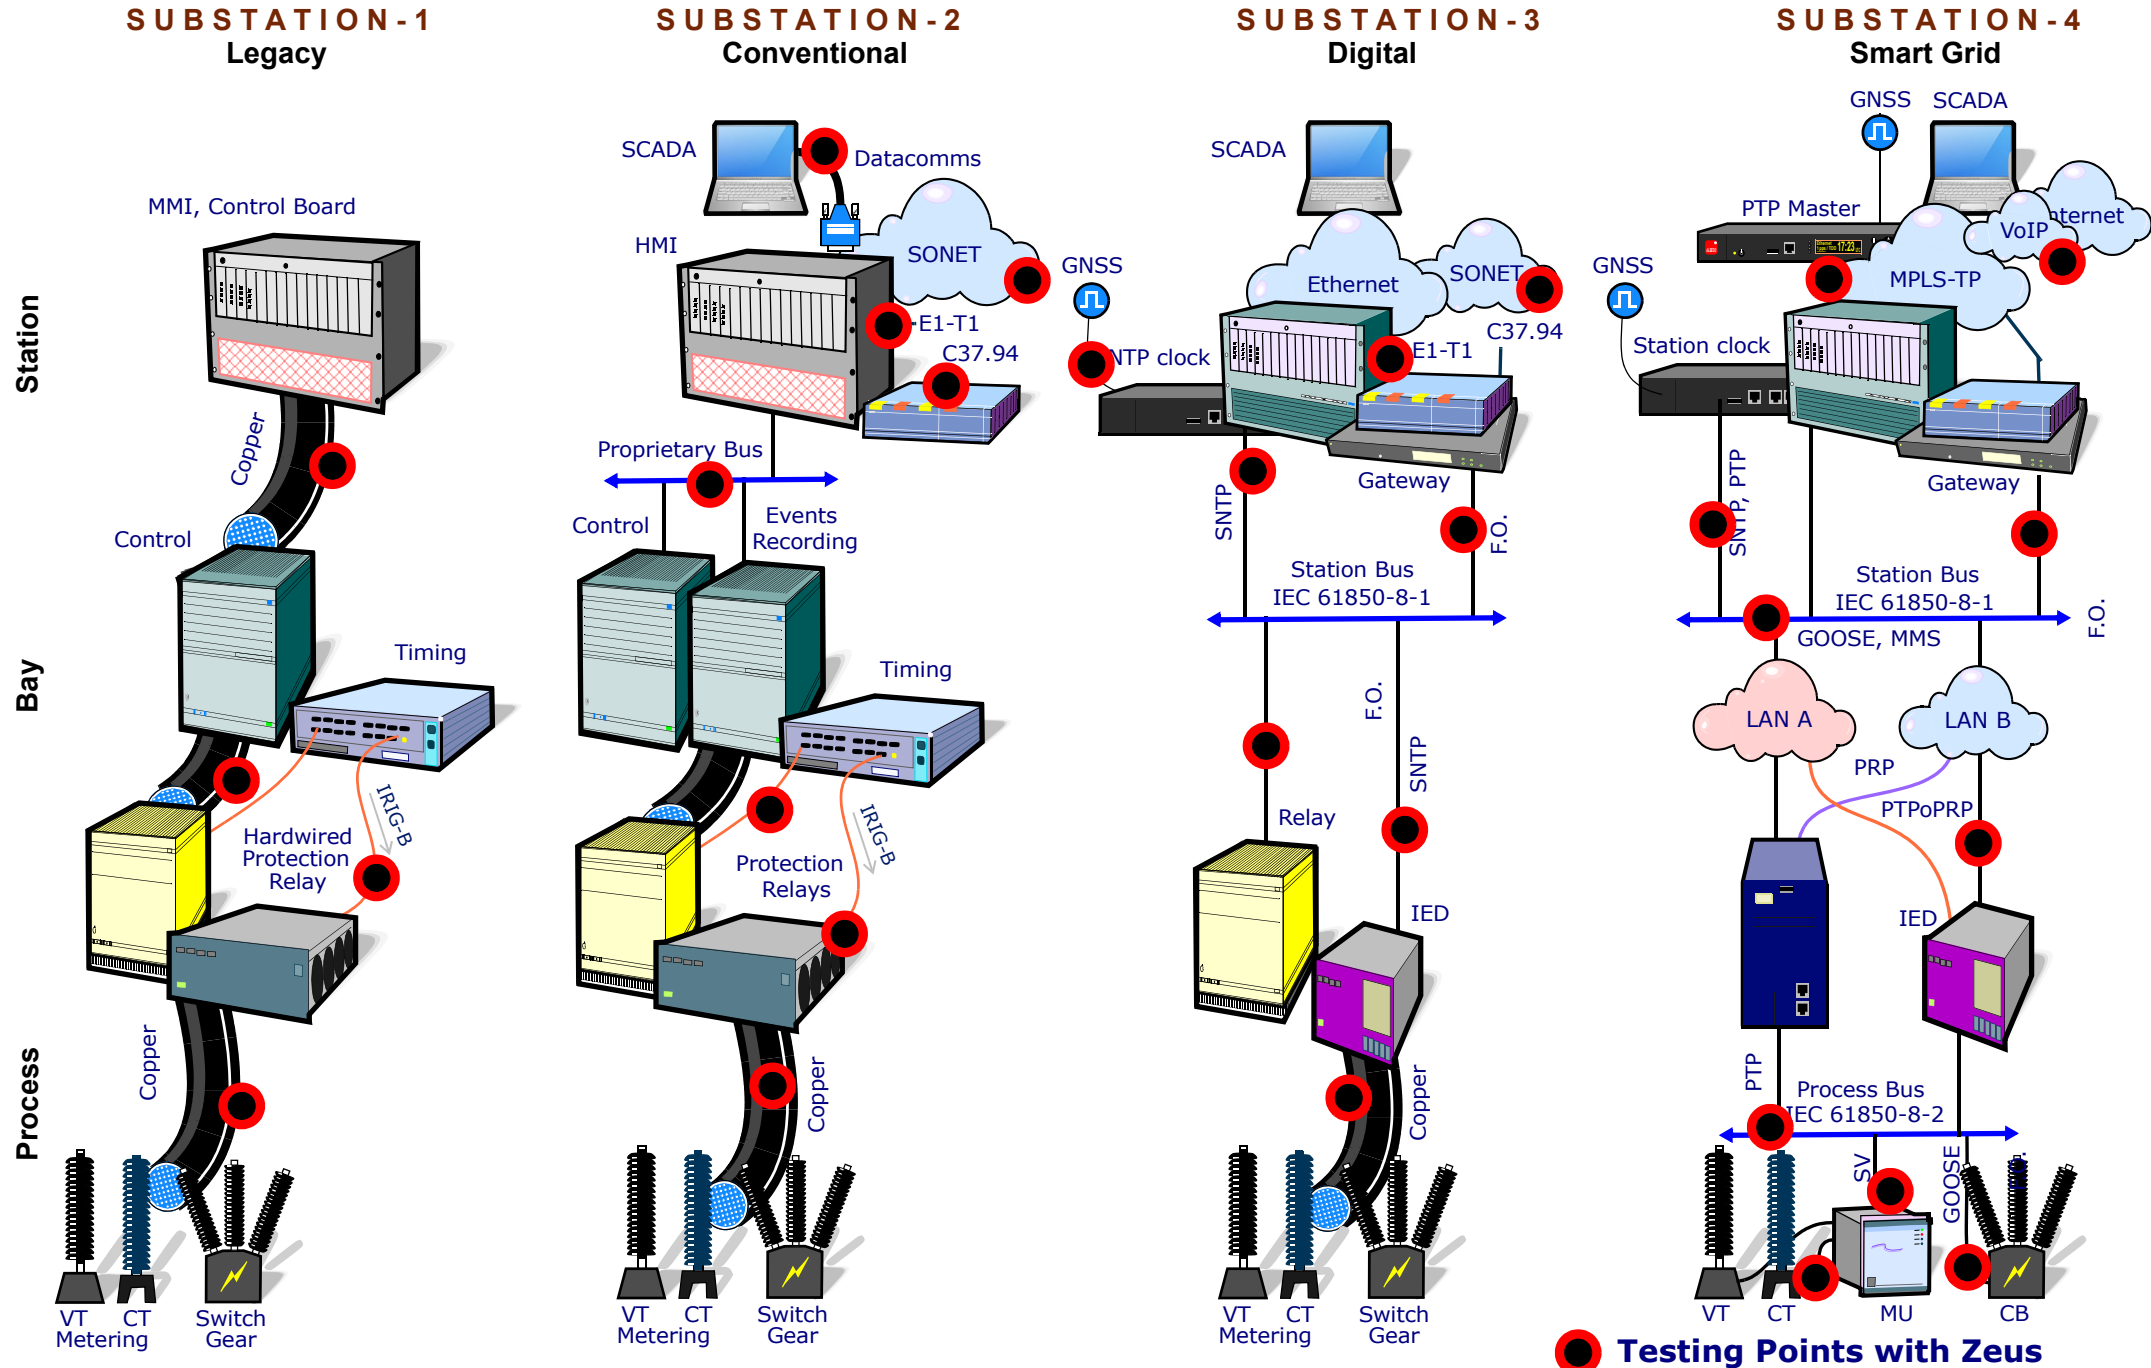 SUBSTATION-1
Legacy
SUBSTATION-2
Conventional
SUBSTATION-3
Digital
SUBSTATION-4
Smart Grid
Station
Bay
Process
MMI, Control Board
Copper
Control
Timing
IRIG-B
Hardwired
Protection
Relay
Copper
VT
CT
Metering
Switch
Gear
SCADA
Datacomms
HMI
SONET
E1-T1
C37.94
Proprietary Bus
Control
Events
Recording
Timing
IRIG-B
Protection
Relays
Copper
VT
CT
Metering
Switch
Gear
SCADA
GNSS
Ethernet
SONET
NTP clock
E1-T1
C37.94
Gateway
SNTP
F.O.
Station Bus
IEC 61850-8-1
F.O.
SNTP
Relay
IED
Copper
VT
CT
Metering
Switch
Gear
GNSS
SCADA
PTP Master
17:23
Internet
VoIP
MPLS-TP
GNSS
Station clock
Gateway
SNTP, PTP
Station Bus
IEC 61850-8-1
F.O.
GOOSE, MMS
LAN A
LAN B
PRP
PTPoPRP
IED
PTP
Process Bus
IEC 61850-8-2
SV
GOOSE
F.O.
VT
CT
MU
CB
Testing Points with Zeus